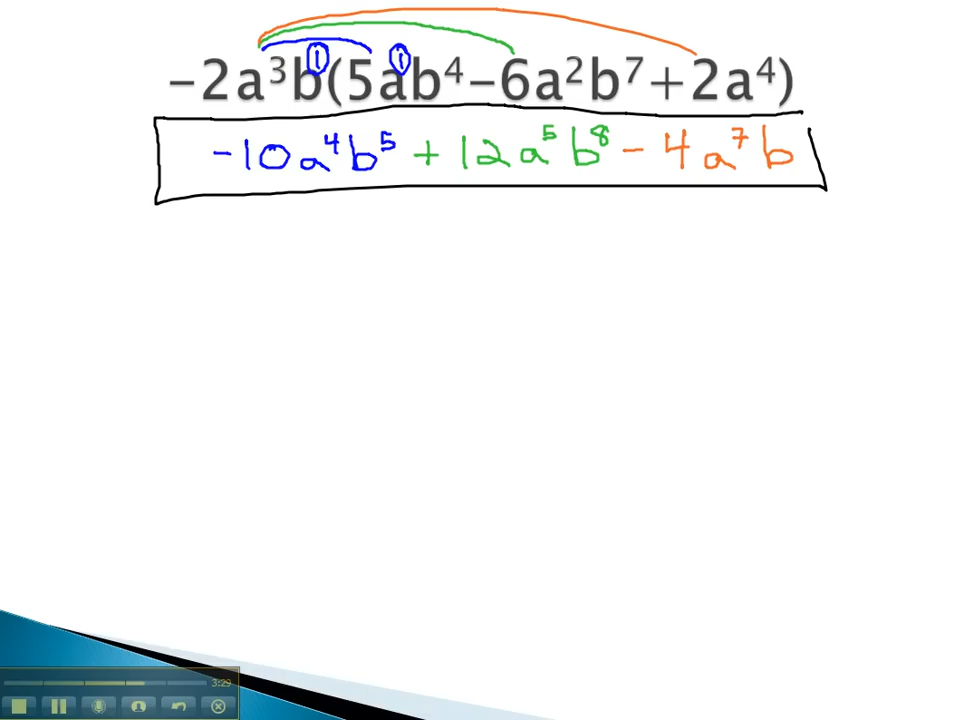 -2a³b(5ab⁴-6a²b⁷+2a⁴)
1 1
-10a⁴b⁵ + 12a⁵b⁸ - 4a⁷b
3:29